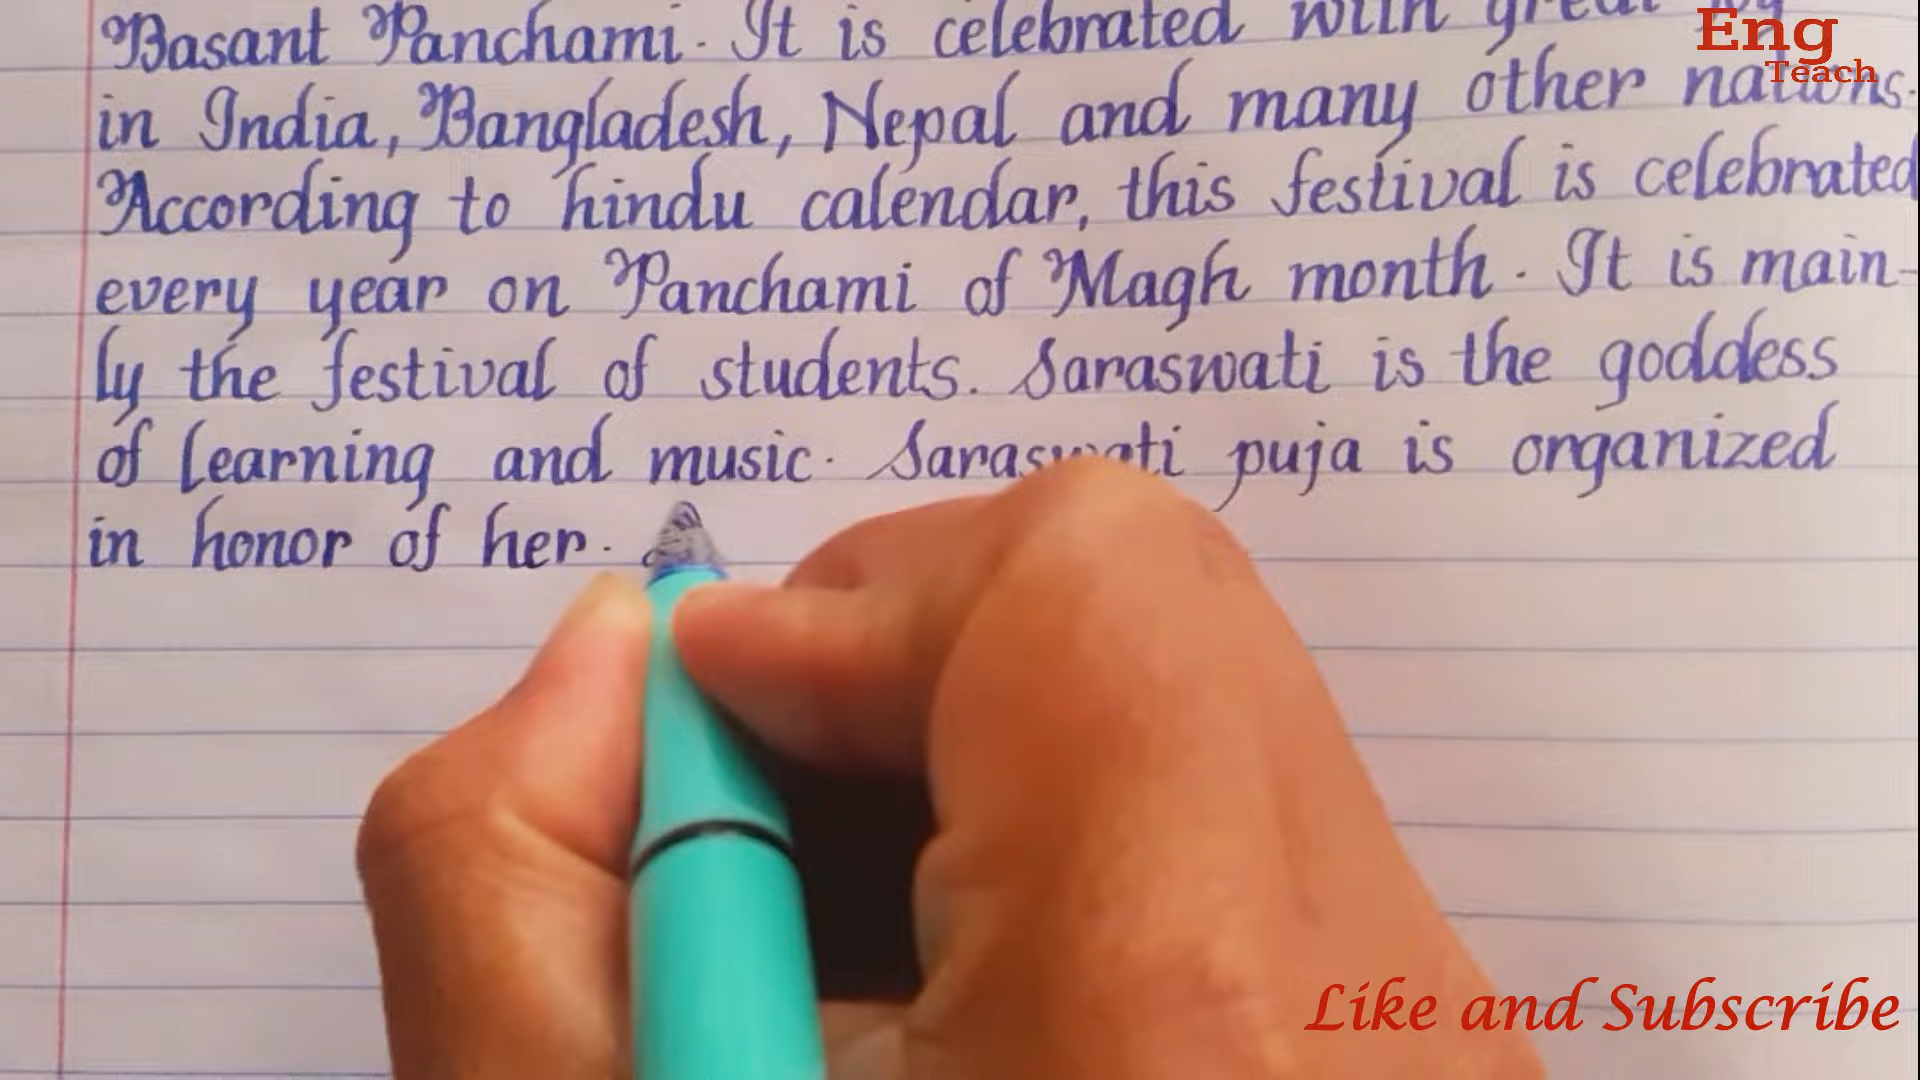 Basant Panchami. It is celebrated with great joy
in India, Bangladesh, Nepal and many other nations.
According to hindu calendar, this festival is celebrated
every year on Panchami of Magh month. It is main-
ly the festival of students. Saraswati is the goddess
of learning and music. Saraswati puja is organized
in honor of her.
Eng
Teach
Like and Subscribe